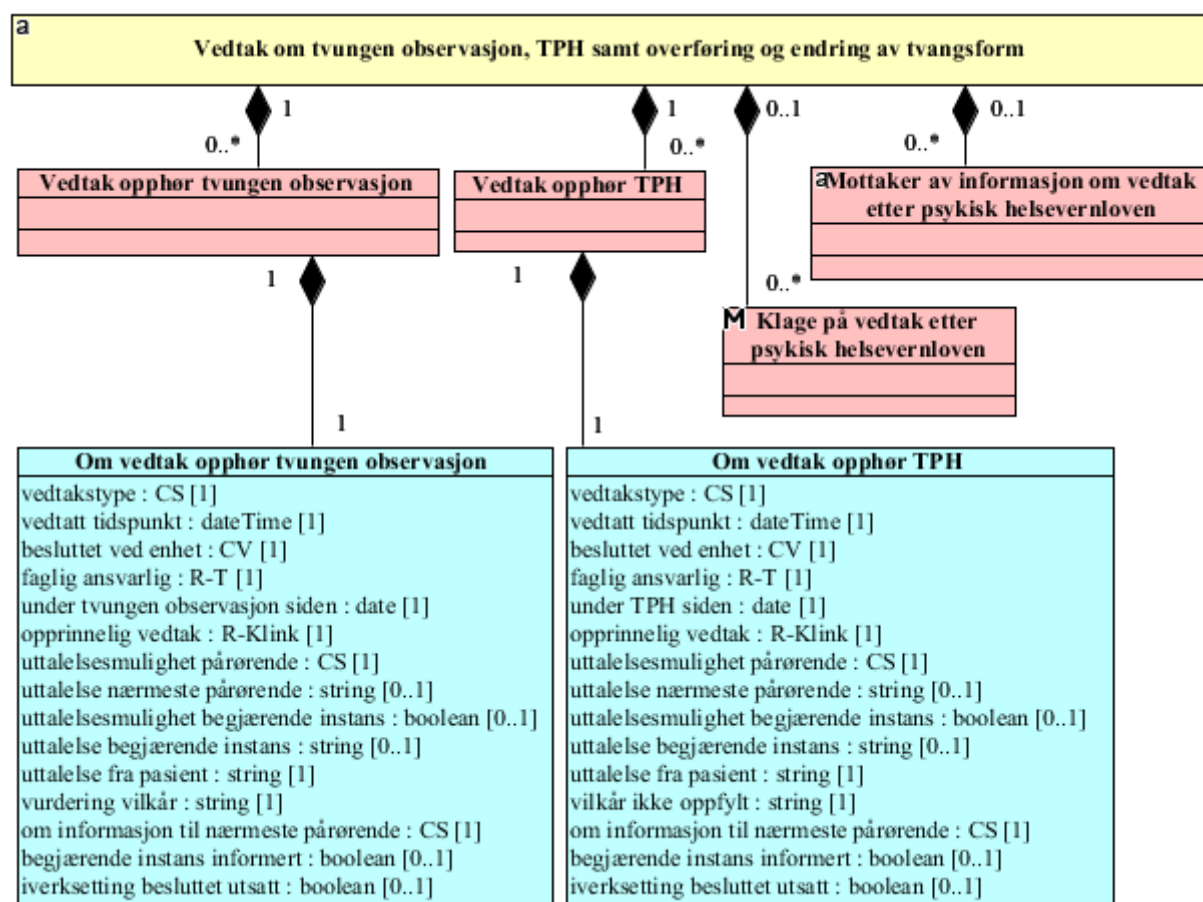 a
Vedtak om tvungen observasjon, TPH samt overføring og endring av tvangsform
1
0..*
1
0..*
0..1
0..*
0..1
Vedtak opphør tvungen observasjon
Vedtak opphør TPH
a
Mottaker av informasjon om vedtak
etter psykisk helsevernloven
1
1
0..*
M
Klage på vedtak etter
psykisk helsevernloven
1
1
Om vedtak opphør tvungen observasjon
vedtakstype : CS [1]
vedtatt tidspunkt : dateTime [1]
besluttet ved enhet : CV [1]
faglig ansvarlig : R-T [1]
under tvungen observasjon siden : date [1]
opprinnelig vedtak : R-Klink [1]
uttalelsesmulighet pårørende : CS [1]
uttalelse nærmeste pårørende : string [0..1]
uttalelsesmulighet begjærende instans : boolean [0..1]
uttalelse begjærende instans : string [0..1]
uttalelse fra pasient : string [1]
vurdering vilkår : string [1]
om informasjon til nærmeste pårørende : CS [1]
begjærende instans informert : boolean [0..1]
iverksetting besluttet utsatt : boolean [0..1]
Om vedtak opphør TPH
vedtakstype : CS [1]
vedtatt tidspunkt : dateTime [1]
besluttet ved enhet : CV [1]
faglig ansvarlig : R-T [1]
under TPH siden : date [1]
opprinnelig vedtak : R-Klink [1]
uttalelsesmulighet pårørende : CS [1]
uttalelse nærmeste pårørende : string [0..1]
uttalelsesmulighet begjærende instans : boolean [0..1]
uttalelse begjærende instans : string [0..1]
uttalelse fra pasient : string [1]
vilkår ikke oppfylt : string [1]
om informasjon til nærmeste pårørende : CS [1]
begjærende instans informert : boolean [0..1]
iverksetting besluttet utsatt : boolean [0..1]